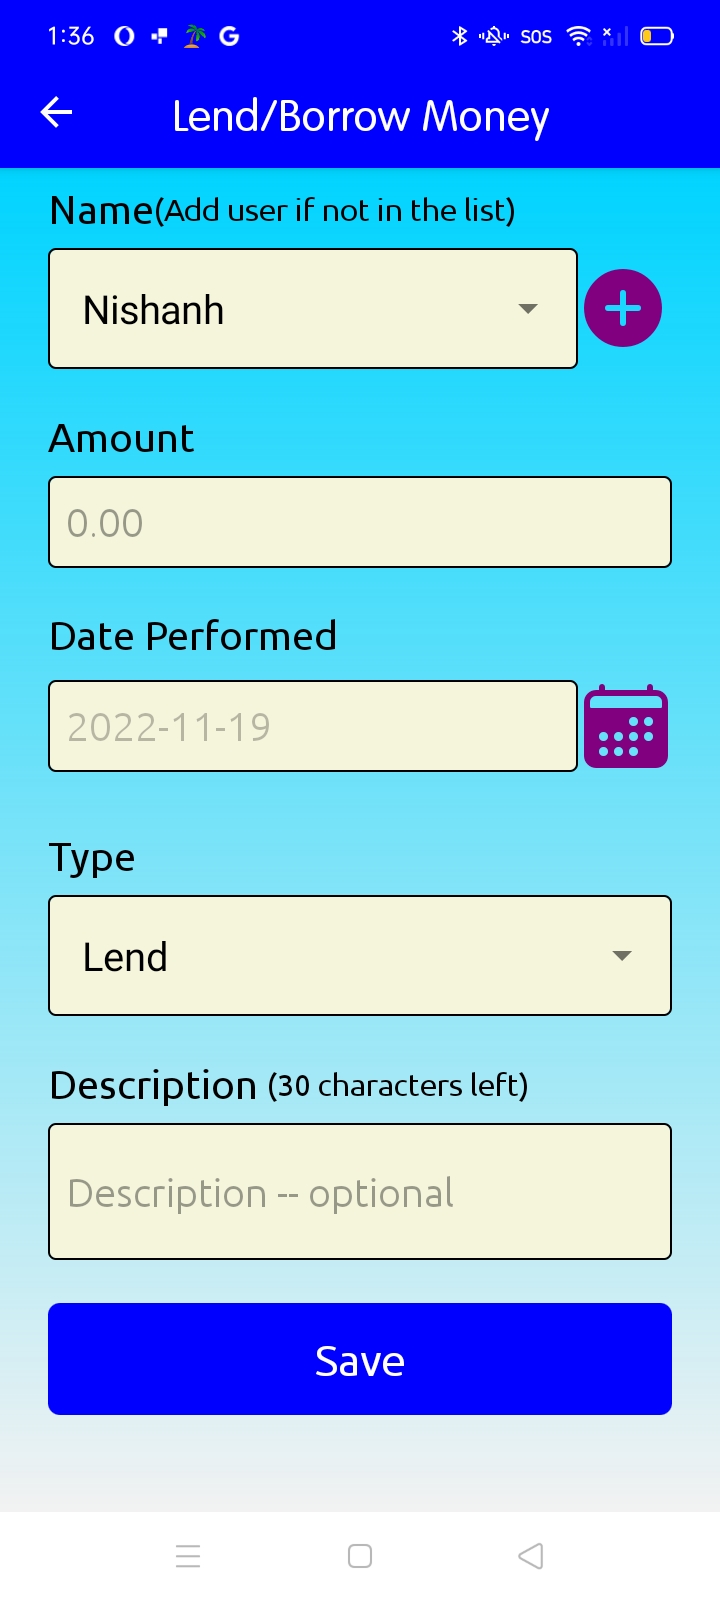 1:36 G SOS
Lend/Borrow Money
Name(Add user if not in the list)
Nishanh
Amount
0.00
Date Performed
2022-11-19
Type
Lend
Description (30 characters left)
Description -- optional
Save